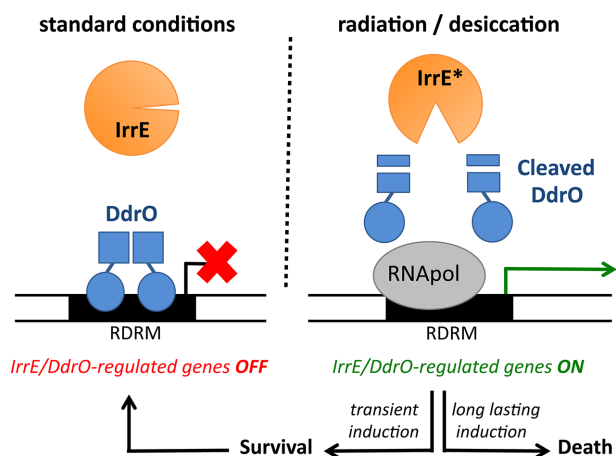 standard conditions
IrrE
DdrO
RDRM
IrrE/DdrO-regulated genes OFF
radiation / desiccation
IrrE*
Cleaved
DdrO
RNApol
RDRM
IrrE/DdrO-regulated genes ON
transient
induction
long lasting
induction
Survival
Death